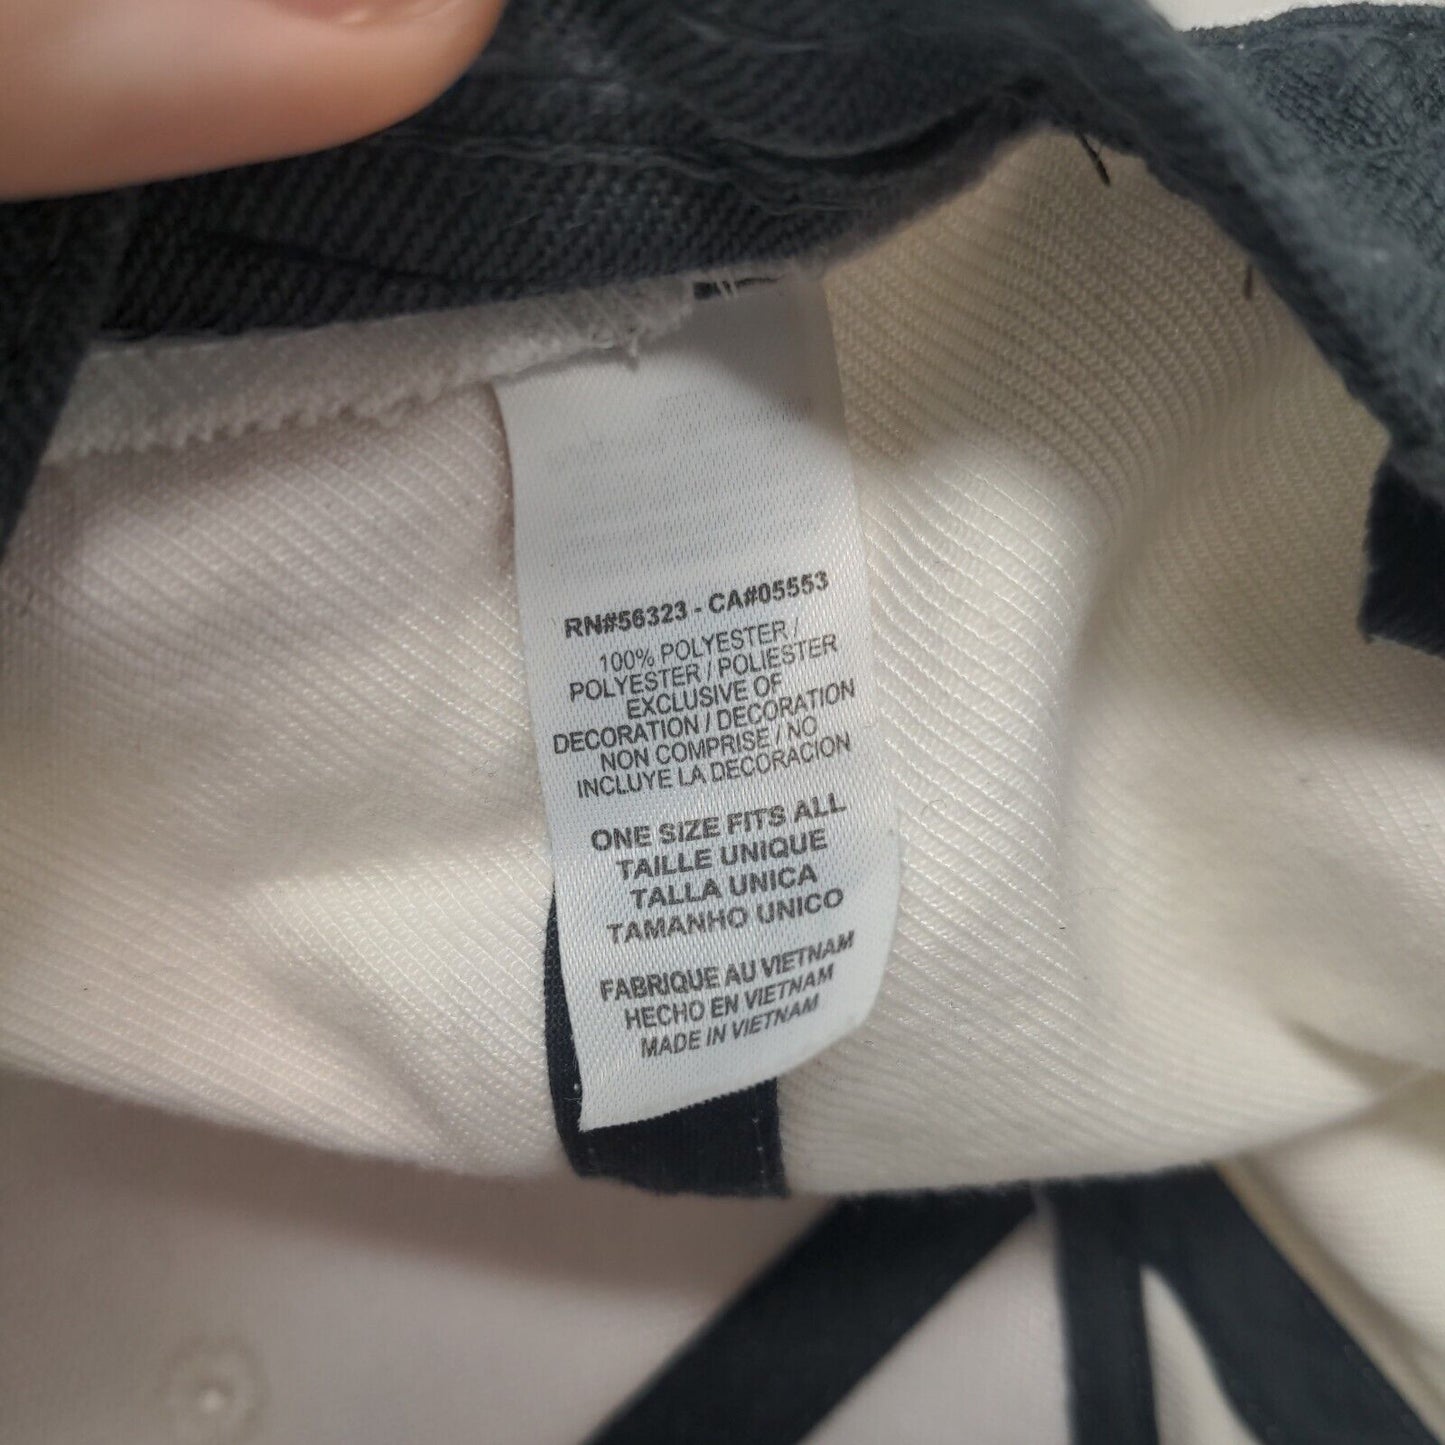 RN#56323 - CA#05553
100% POLYESTER /
POLYESTER / POLIESTER
EXCLUSIVE OF
DECORATION / DECORATION
NON COMPRISE / NO
INCLUYE LA DECORACION
ONE SIZE FITS ALL
TAILLE UNIQUE
TALLA UNICA
TAMANHO UNICO
FABRIQUE AU VIETNAM
HECHO EN VIETNAM
MADE IN VIETNAM